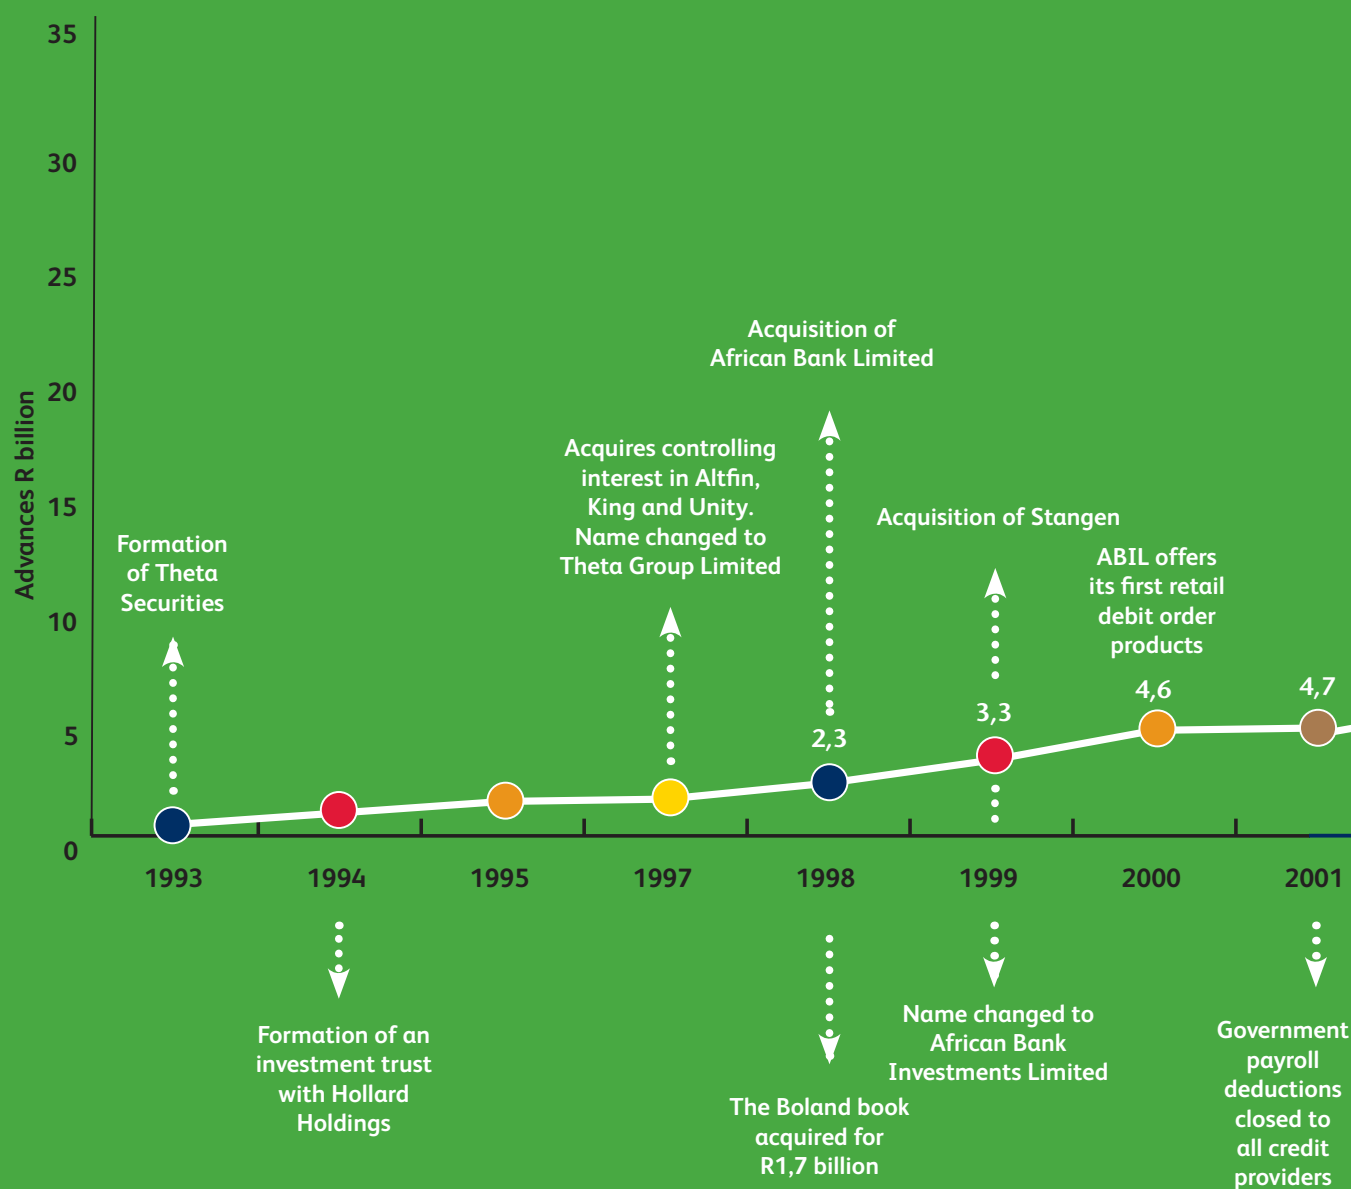 35
30
25
20
15
10
5
0
Advances R billion
Formation
of Theta
Securities
Acquires controlling
interest in Altfin,
King and Unity.
Name changed to
Theta Group Limited
Acquisition of
African Bank Limited
Acquisition of Stangen
ABIL offers
its first retail
debit order
products
2,3
3,3
4,6
4,7
1993
1994
1995
1997
1998
1999
2000
2001
Formation of an
investment trust
with Hollard
Holdings
The Boland book
acquired for
R1,7 billion
Name changed to
African Bank
Investments Limited
Government
payroll
deductions
closed to
all credit
providers